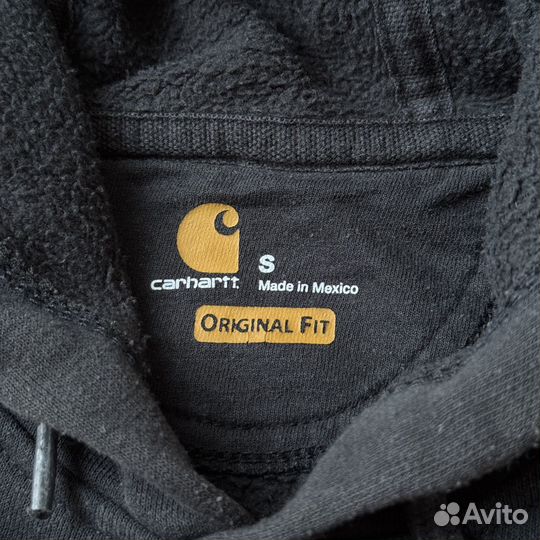 S
carhartt
Made in Mexico
ORIGINAL FIT
Avito